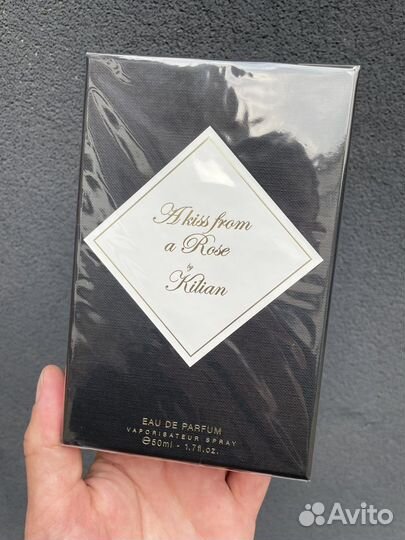 A kiss from
a Rose
by
Kilian
EAU DE PARFUM
VAPORISATEUR SPRAY
℮50ml - 1.7fl.oz.
Avito